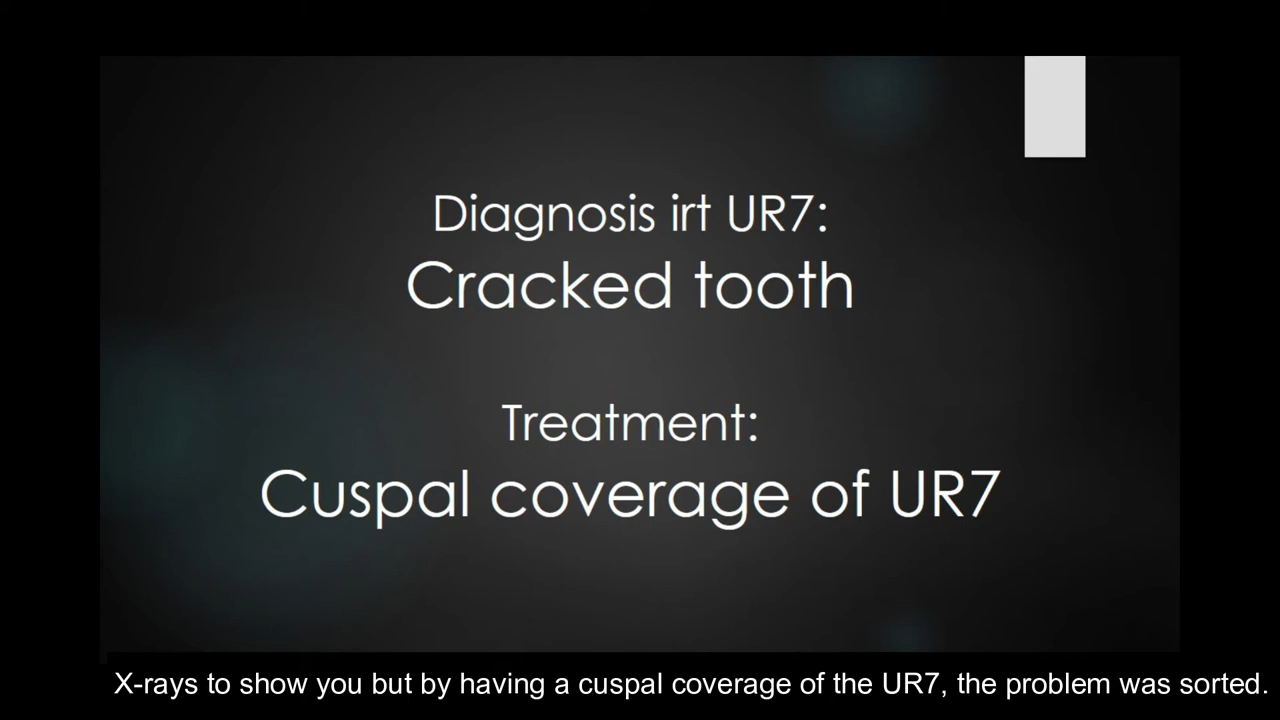 Diagnosis irt UR7:
Cracked tooth
Treatment:
Cuspal coverage of UR7
X-rays to show you but by having a cuspal coverage of the UR7, the problem was sorted.